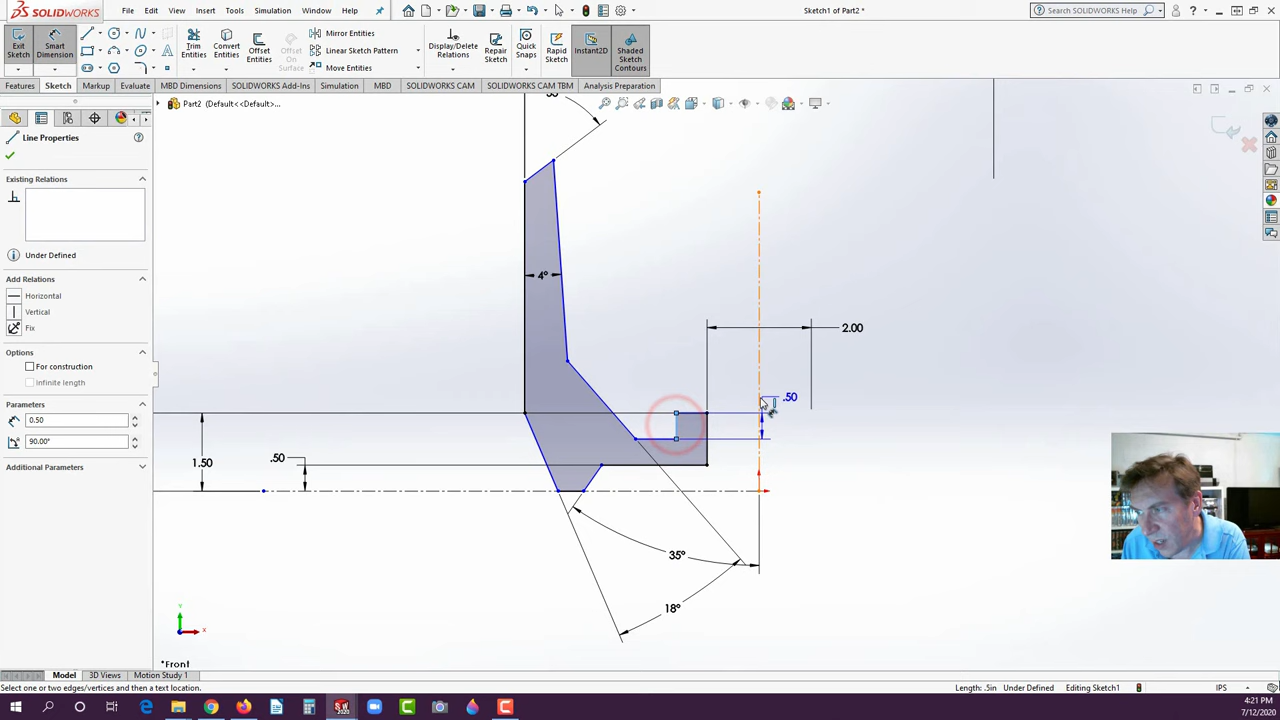 SOLIDWORKS
File Edit View Insert Tools Simulation Window Help
Sketch1 of Part2 *
Search SOLIDWORKS Help
Exit Sketch
Smart Dimension
Trim Entities
Convert Entities
Offset Entities
Offset On Surface
Mirror Entities
Linear Sketch Pattern
Move Entities
Display/Delete Relations
Repair Sketch
Quick Snaps
Rapid Sketch
Instant2D
Shaded Sketch Contours
Features Sketch Markup Evaluate MBD Dimensions SOLIDWORKS Add-Ins Simulation MBD SOLIDWORKS CAM SOLIDWORKS CAM TBM Analysis Preparation
Part2 (Default<<Default>...
Line Properties
Existing Relations
Under Defined
Add Relations
Horizontal
Vertical
Fix
Options
For construction
Infinite length
Parameters
0.50
90.00°
Additional Parameters
4°
2.00
.50
1.50
.50
35°
18°
Y
X
*Front
Model 3D Views Motion Study 1
Select one or two edges/vertices and then a text location.
Length: .5in Under Defined Editing Sketch1 IPS
4:21 PM
7/12/2020